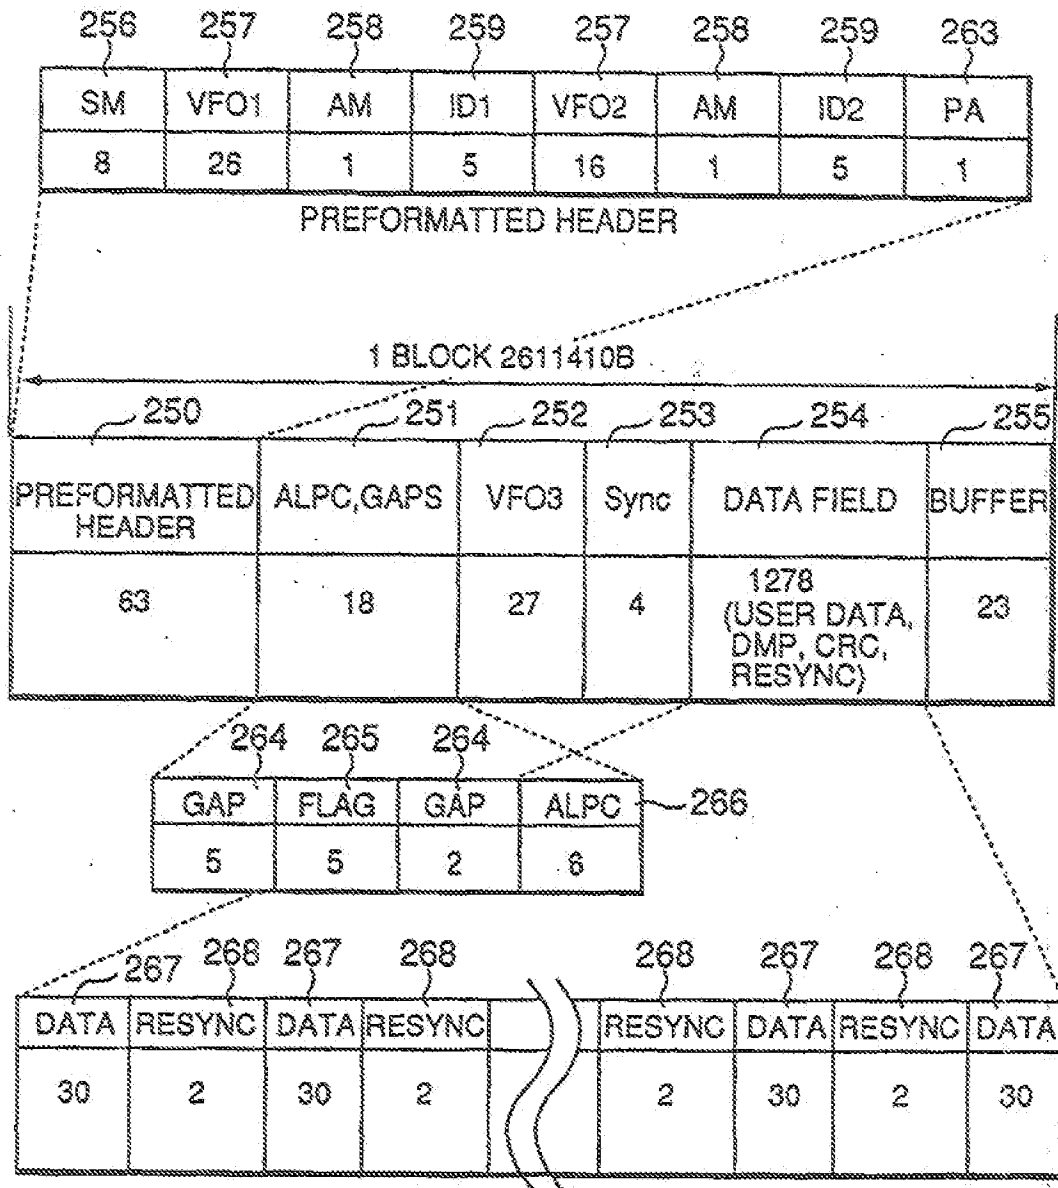 256 257 258 259 257 258 259 263
SM VFO1 AM ID1 VFO2 AM ID2 PA
8 26 1 5 16 1 5 1
PREFORMATTED HEADER
1 BLOCK 2611410B
250 251 252 253 254 255
PREFORMATTED HEADER
ALPC,GAPS
VFO3
Sync
DATA FIELD
BUFFER
63 18 27 4
1278
(USER DATA,
DMP, CRC,
RESYNC)
23
264 265 264
GAP FLAG GAP ALPC 266
5 5 2 6
267 268 267 268 268 267 268 267
DATA RESYNC DATA RESYNC RESYNC DATA RESYNC DATA
30 2 30 2 2 30 2 30